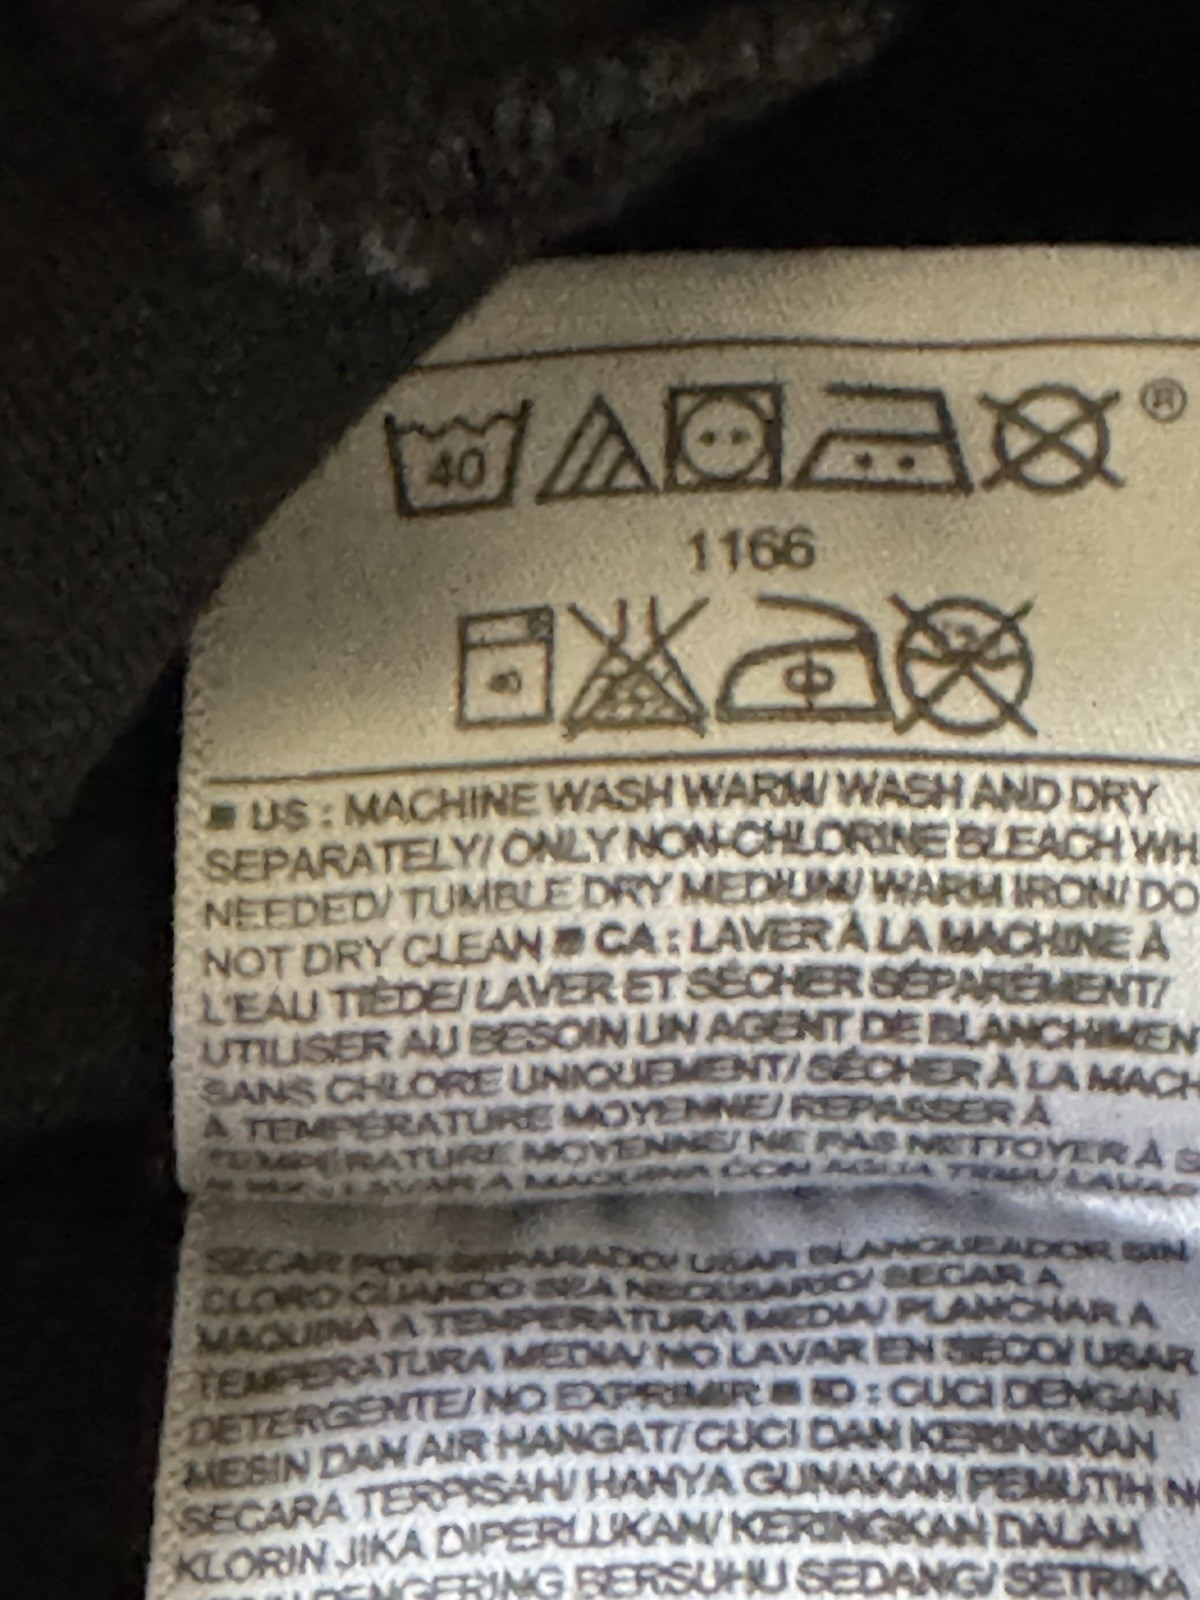 40 ®
1166
40
■ US : MACHINE WASH WARM/ WASH AND DRY
SEPARATELY/ ONLY NON-CHLORINE BLEACH WH
NEEDED/ TUMBLE DRY MEDIUM/ WARM IRON/ DO
NOT DRY CLEAN ■ CA : LAVER À LA MACHINE À
L'EAU TIÈDE/ LAVER ET SÉCHER SÉPARÉMENT/
UTILISER AU BESOIN UN AGENT DE BLANCHIMEN
SANS CHLORE UNIQUEMENT/ SÉCHER À LA MACH
À TEMPÉRATURE MOYENNE/ REPASSER À
TEMPÉRATURE MOYENNE/ NE PAS NETTOYER À S
LAVAR A MAQUINA CON AGUA
SECAR POR SEPARADO/ USAR BLANQUEADOR SIN
CLORO CUANDO SEA NECESARIO/ SECAR A
MAQUINA A TEMPERATURA MEDIA/ PLANCHAR A
TEMPERATURA MEDIA/ NO LAVAR EN SECO/ USAR
DETERGENTE/ NO EXPRIMIR ■ ID : CUCI DENGAN
MESIN DAN AIR HANGAT/ CUCI DAN KERINGKAN
SECARA TERPISAH/ HANYA GUNAKAN PEMUTIH N
KLORIN JIKA DIPERLUKAN/ KERINGKAN DALAM
PENGERING BERSUHU SEDANG/ SETRIKA